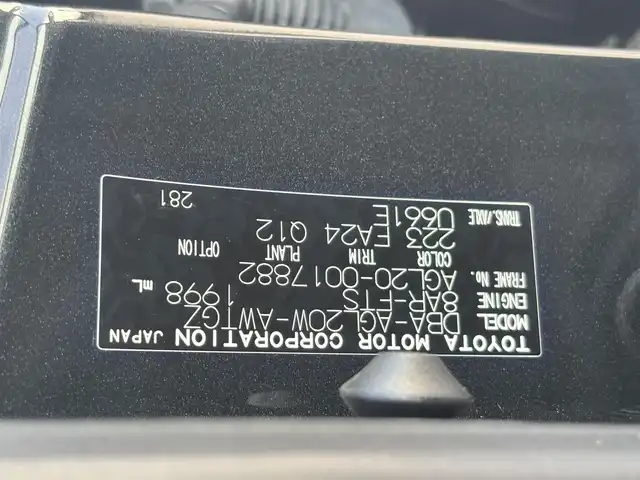 TOYOTA MOTOR CORPORATION JAPAN
MODEL DBA-AGL20W-AWTGZ
ENGINE 8AR-FTS 1998 mL
FRAME No. AGL20-0017882
COLOR TRIM PLANT OPTION
223 EA24 Q12
TRANS./AXLE U661E
281